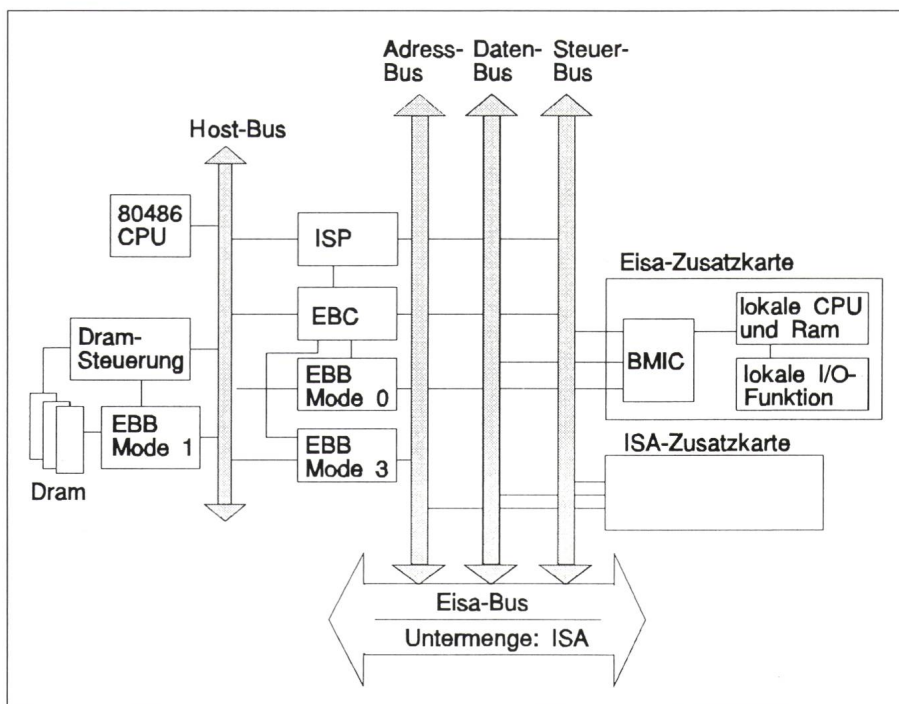 Adress-
Bus
Daten-
Bus
Steuer-
Bus
Host-Bus
80486
CPU
ISP
EBC
Dram-
Steuerung
EBB
Mode 0
EBB
Mode 1
EBB
Mode 3
Dram
Eisa-Zusatzkarte
BMIC
lokale CPU
und Ram
lokale I/O-
Funktion
ISA-Zusatzkarte
Eisa-Bus
Untermenge: ISA